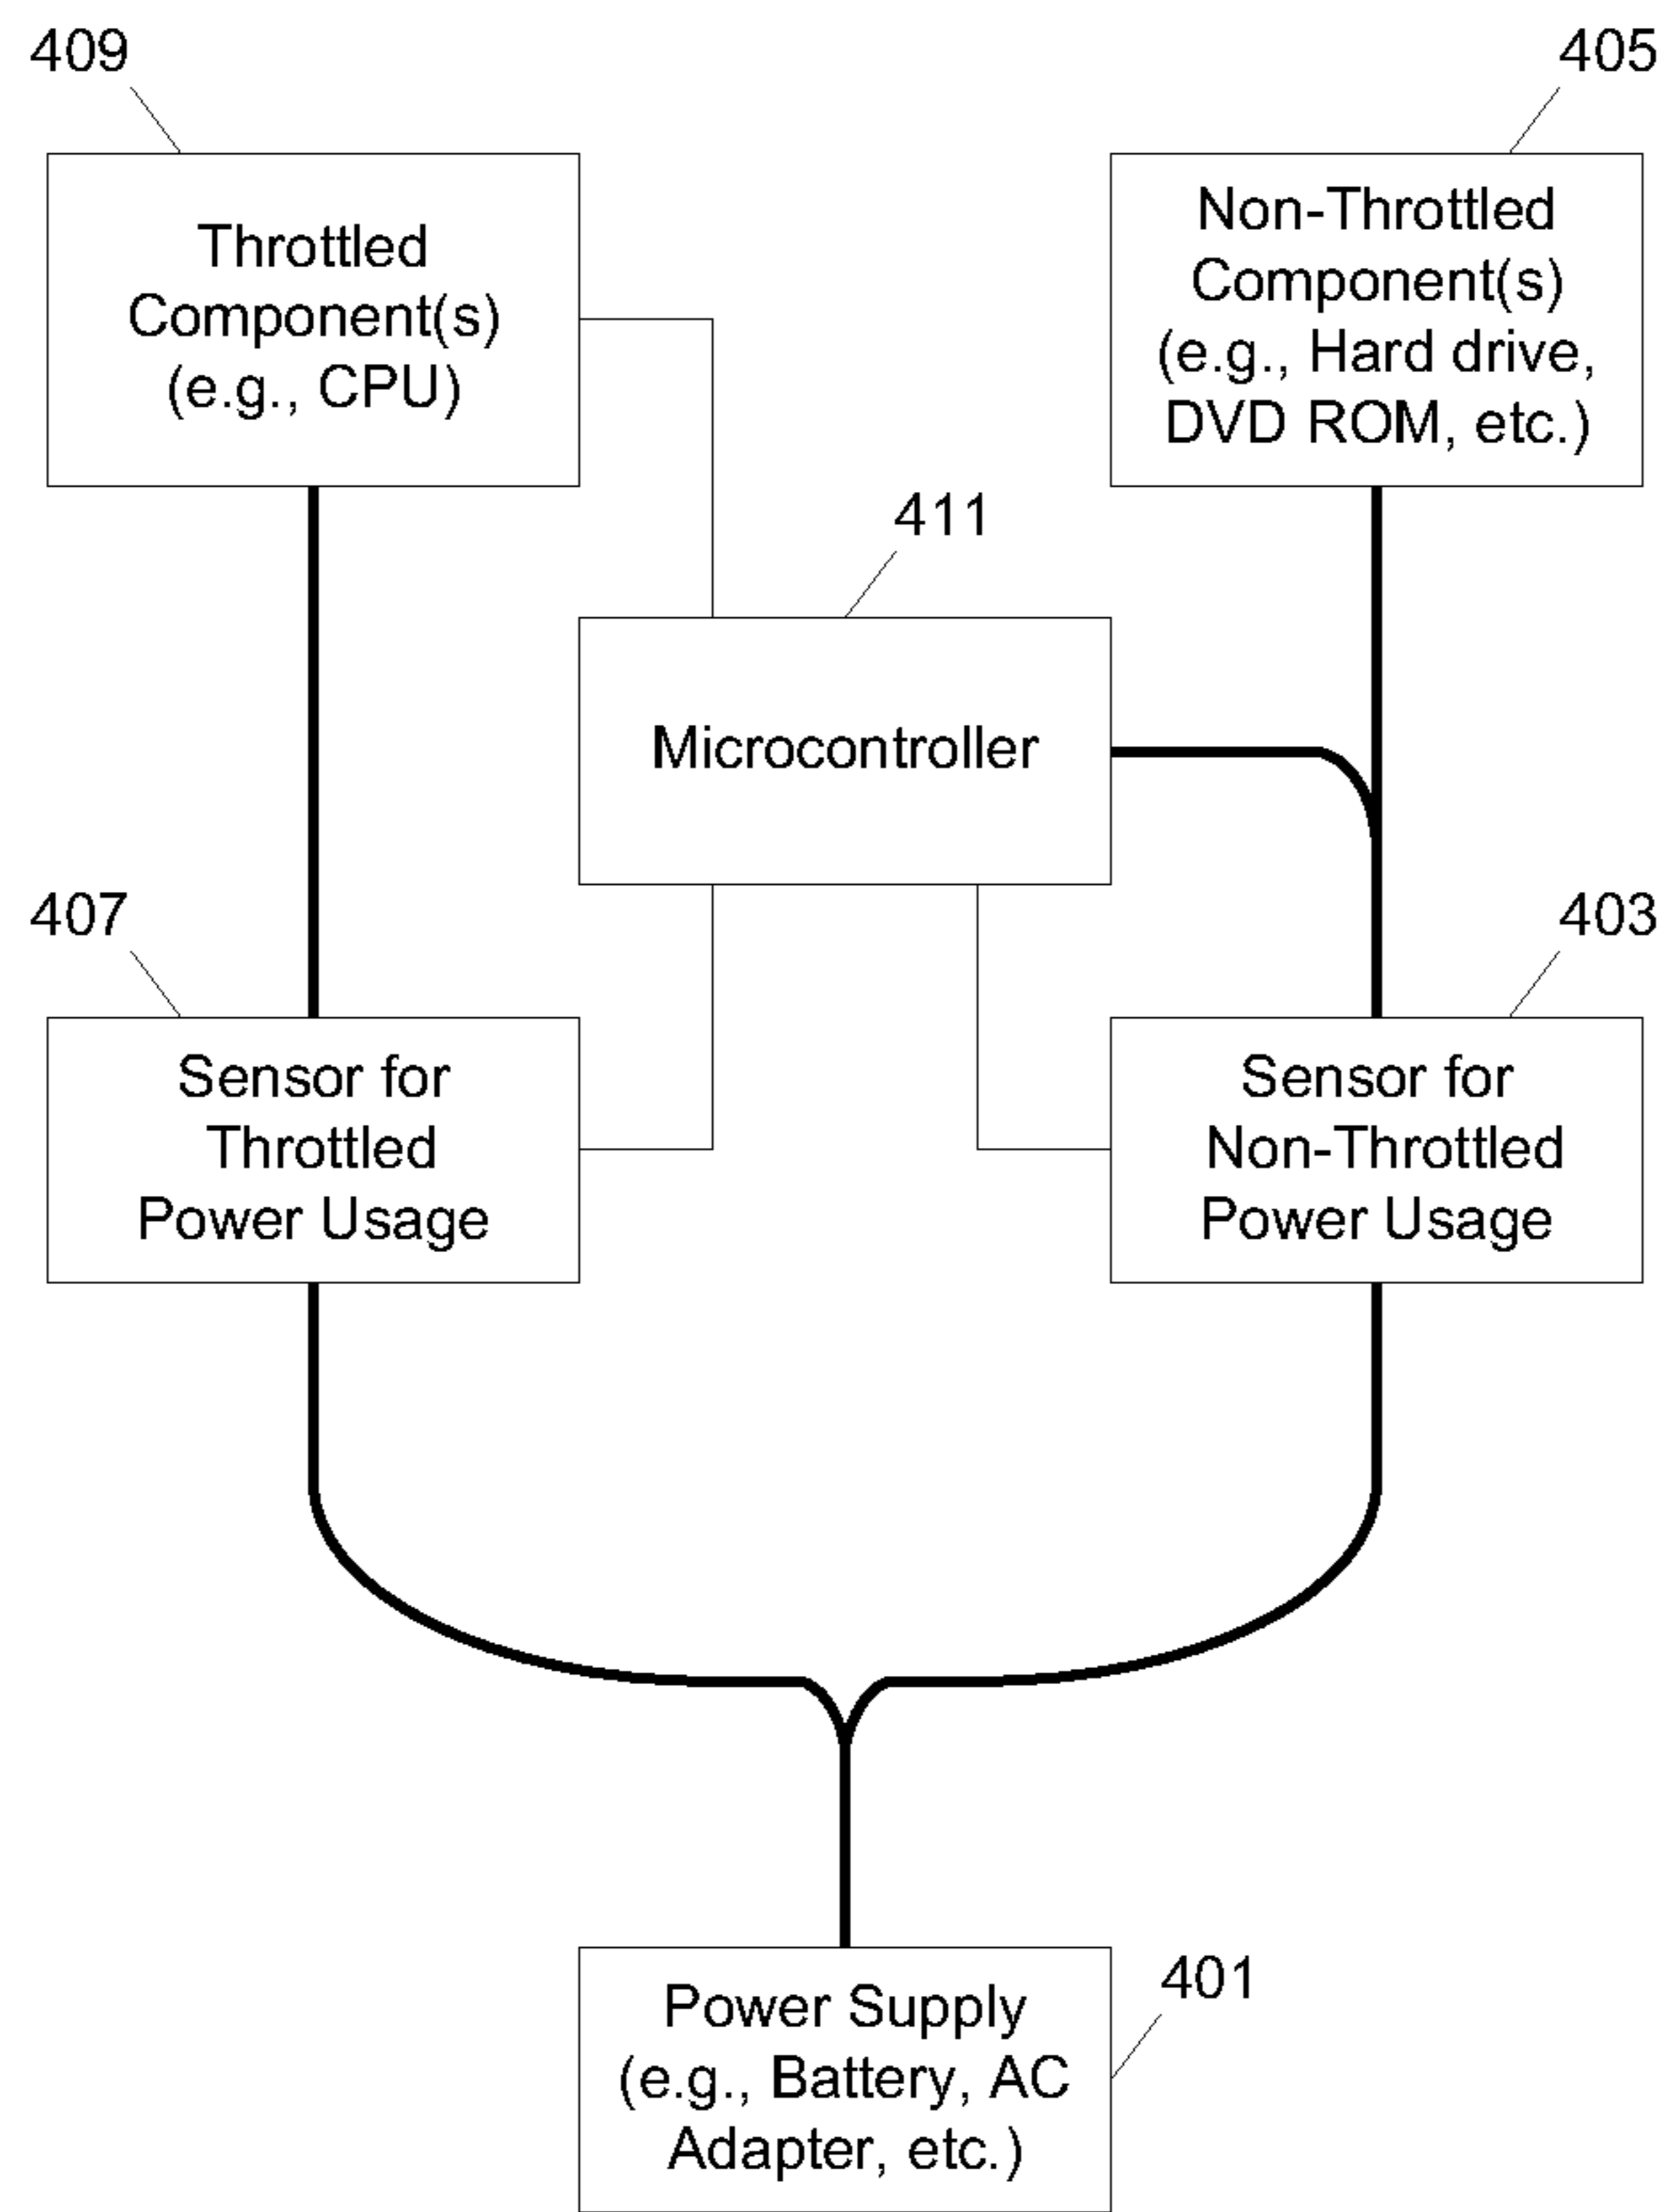 409
405
Throttled
Component(s)
(e.g., CPU)
Non-Throttled
Component(s)
(e.g., Hard drive,
DVD ROM, etc.)
411
Microcontroller
407
403
Sensor for
Throttled
Power Usage
Sensor for
Non-Throttled
Power Usage
401
Power Supply
(e.g., Battery, AC
Adapter, etc.)